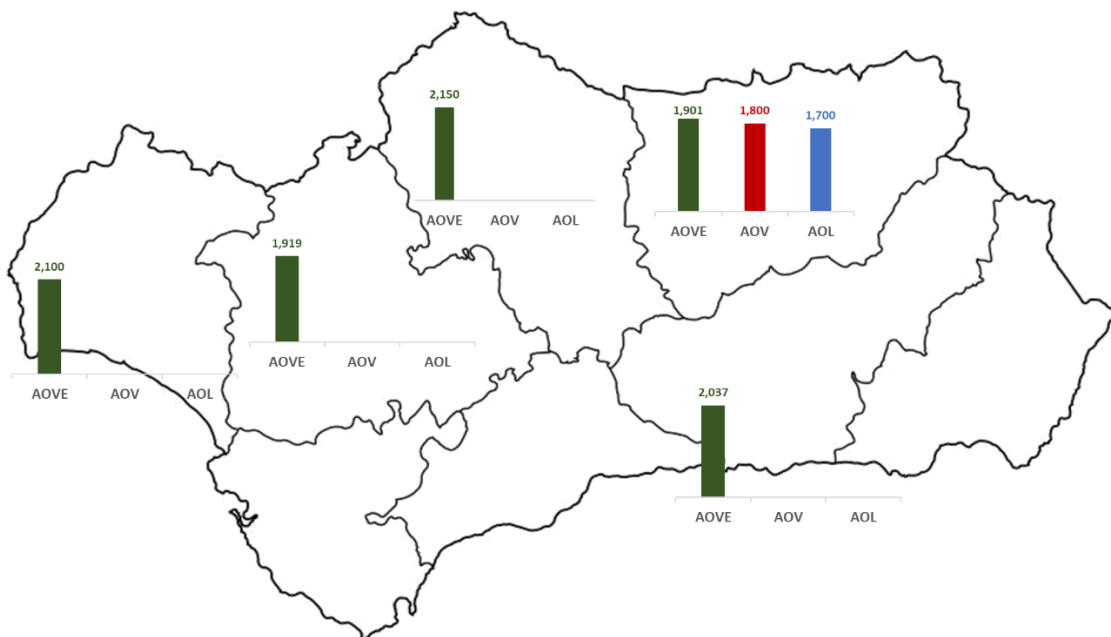 2,150
AOVE AOV AOL
1,901 1,800 1,700
AOVE AOV AOL
2,100
AOVE AOV AOL
1,919
AOVE AOV AOL
2,037
AOVE AOV AOL